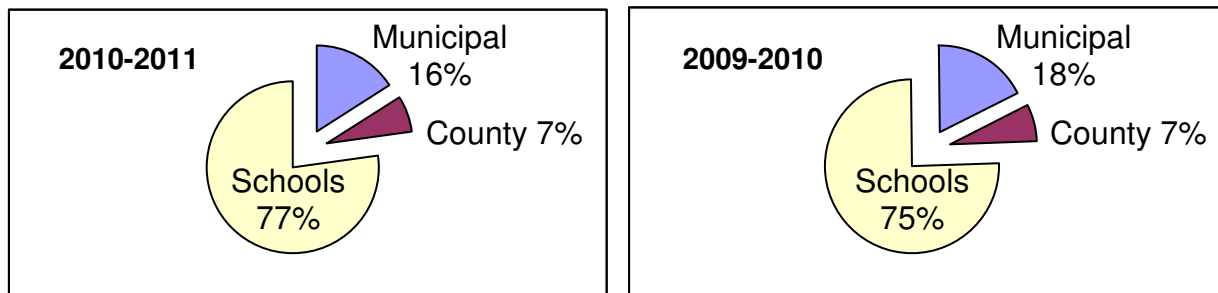 2010-2011
Municipal
16%
County 7%
Schools
77%
2009-2010
Municipal
18%
County 7%
Schools
75%